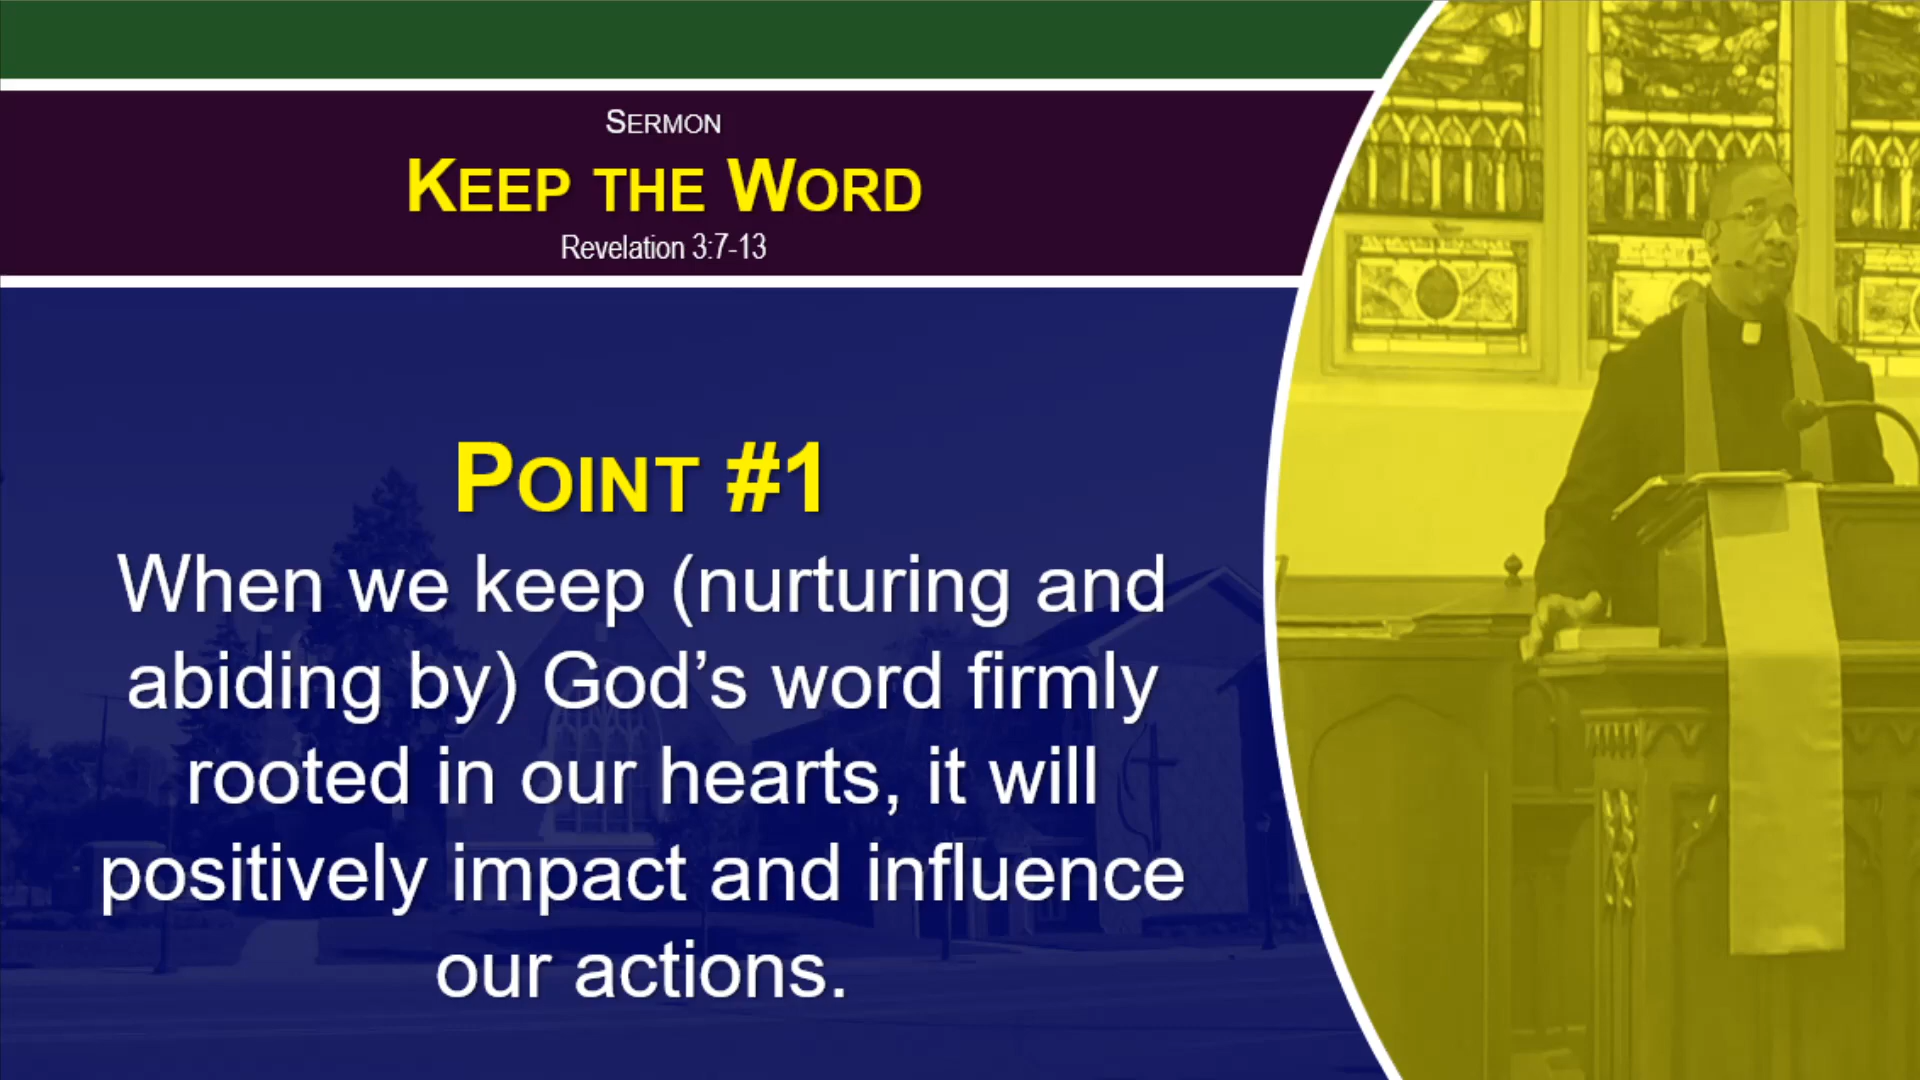 SERMON
KEEP THE WORD
Revelation 3:7-13
POINT #1
When we keep (nurturing and
abiding by) God’s word firmly
rooted in our hearts, it will
positively impact and influence
our actions.